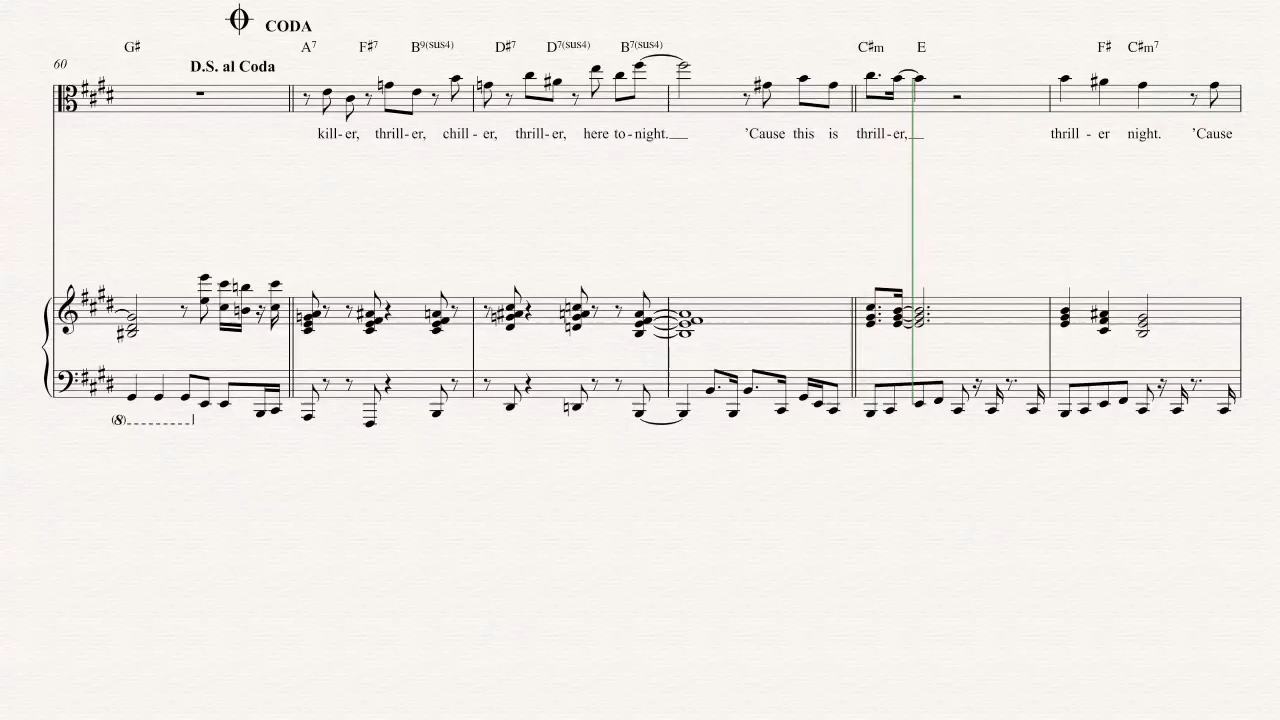 CODA
G♯ A7 F♯7 B9(sus4) D♯7 D7(sus4) B7(sus4) C♯m E F♯ C♯m7
60 D.S. al Coda
kill-er, thrill-er, chill-er, thrill-er, here to-night. 'Cause this is thrill-er, thrill-er night. 'Cause
(8)